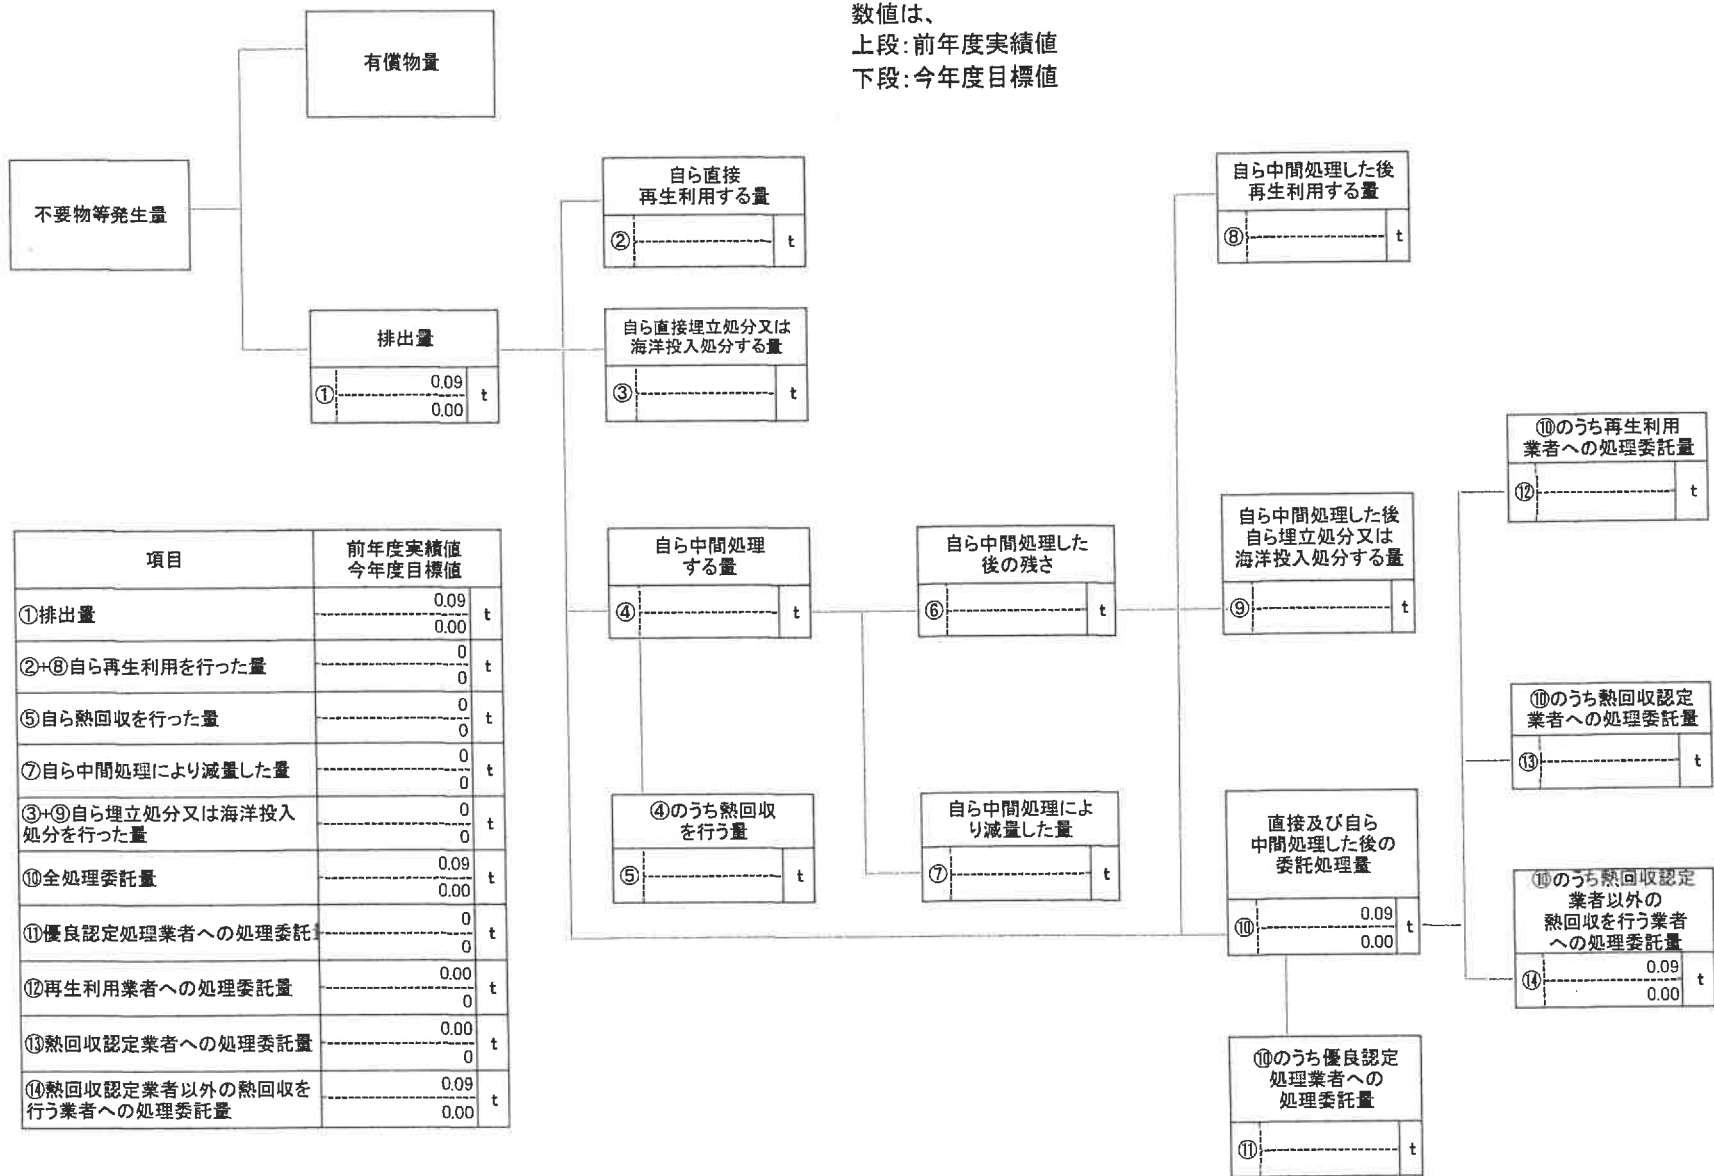 数値は、
上段：前年度実績値
下段：今年度目標値
有償物量
不要物等発生量
排出量
① 0.09 t
0.00
自ら直接
再生利用する量
② t
自ら直接埋立処分又は
海洋投入処分する量
③ t
自ら中間処理
する量
④ t
④のうち熱回収
を行う量
⑤ t
自ら中間処理した
後の残さ
⑥ t
自ら中間処理によ
り減量した量
⑦ t
自ら中間処理した後
再生利用する量
⑧ t
自ら中間処理した後
自ら埋立処分又は
海洋投入処分する量
⑨ t
直接及び自ら
中間処理した後の
委託処理量
⑩ 0.09 t
0.00
⑩のうち優良認定
処理業者への
処理委託量
⑪ t
⑩のうち再生利用
業者への処理委託量
⑫ t
⑩のうち熱回収認定
業者への処理委託量
⑬ t
⑩のうち熱回収認定
業者以外の
熱回収を行う業者
への処理委託量
⑭ 0.09 t
0.00
項目 前年度実績値
今年度目標値
①排出量 0.09 t
0.00
②+⑧自ら再生利用を行った量 0 t
0
⑤自ら熱回収を行った量 0 t
0
⑦自ら中間処理により減量した量 0 t
0
③+⑨自ら埋立処分又は海洋投入
処分を行った量 0 t
0
⑩全処理委託量 0.09 t
0.00
⑪優良認定処理業者への処理委託 0 t
0
⑫再生利用業者への処理委託量 0.00 t
0
⑬熱回収認定業者への処理委託量 0.00 t
0
⑭熱回収認定業者以外の熱回収を
行う業者への処理委託量 0.09 t
0.00